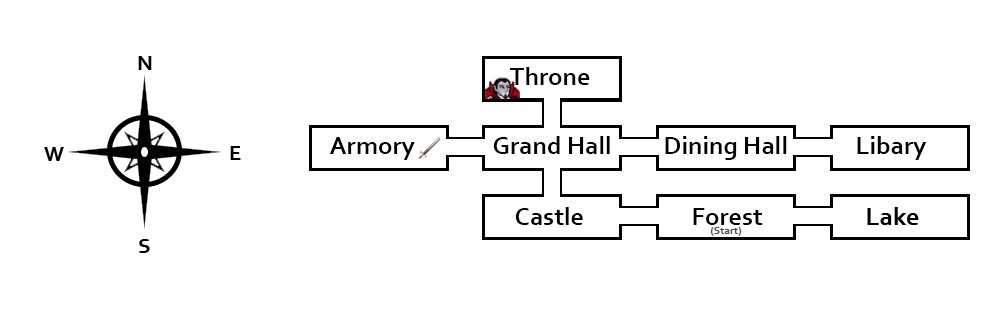 N
W
E
S
Throne
Armory
Grand Hall
Dining Hall
Libary
Castle
Forest
(Start)
Lake